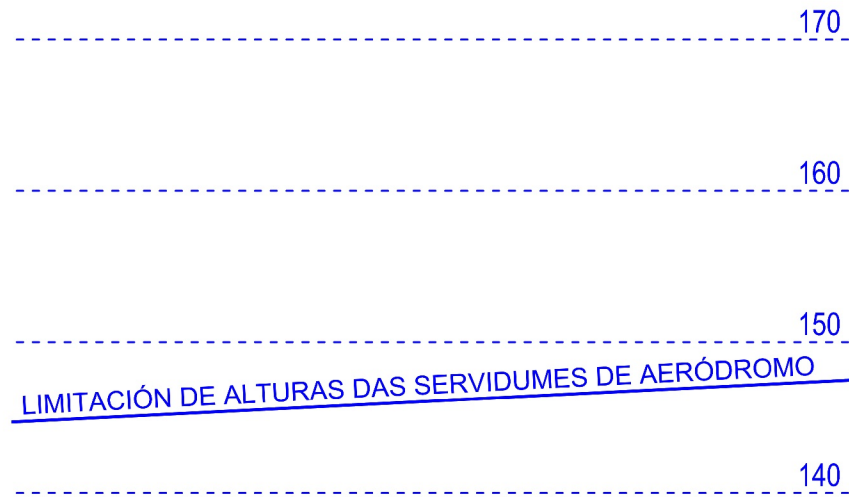 170
160
150
LIMITACIÓN DE ALTURAS DAS SERVIDUMES DE AERÓDROMO
140